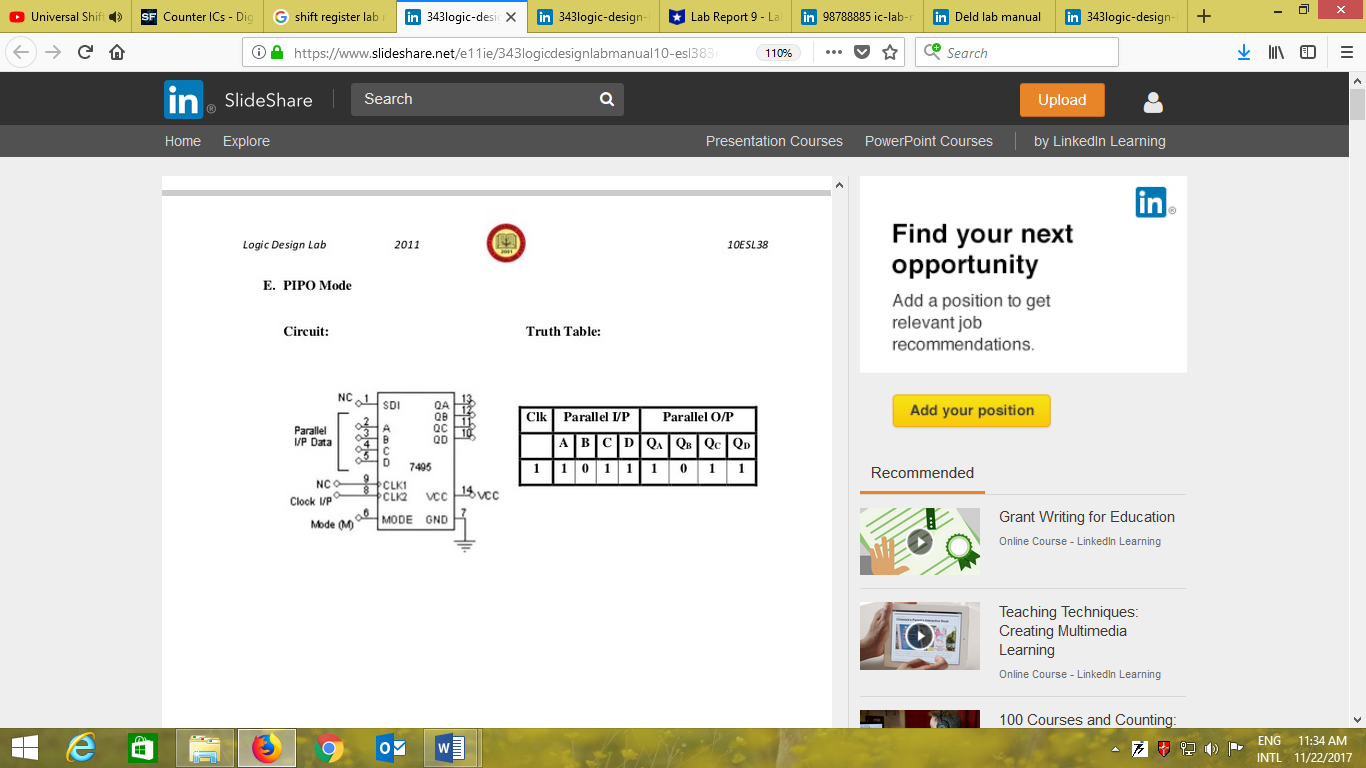 Universal Shift
Counter ICs - Dig
shift register lab m
343logic-desig
343logic-design-l
Lab Report 9 - La
98788885 ic-lab-m
Deld lab manual
343logic-design-l
https://www.slideshare.net/e11ie/343logicdesignlabmanual10-esl383
110%
Search
in SlideShare
Search
Upload
Home Explore Presentation Courses PowerPoint Courses by LinkedIn Learning
Logic Design Lab 2011 10ESL38
E. PIPO Mode
Circuit: Truth Table:
NC 1 SDI QA 13
QB 12
Parallel I/P Data
2 A QC 11
3 B QD 10
4 C
5 D
7495
NC 9 CLK1
Clock I/P 8 CLK2 VCC 14 VCC
Mode (M) 6 MODE GND 7
Clk Parallel I/P Parallel O/P
A B C D QA QB QC QD
1 1 0 1 1 1 0 1 1
in
Find your next
opportunity
Add a position to get
relevant job
recommendations.
Add your position
Recommended
Grant Writing for Education
Online Course - LinkedIn Learning
Teaching Techniques:
Creating Multimedia
Learning
Online Course - LinkedIn Learning
100 Courses and Counting:
ENG 11:34 AM
INTL 11/22/2017